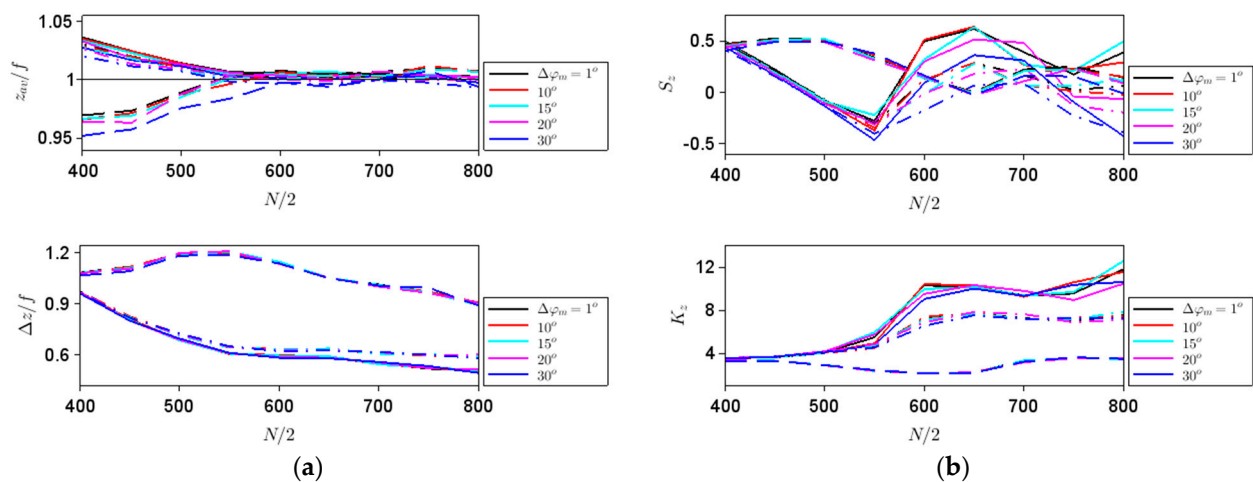 1.05
1
0.95
z_{av}/f
400 500 600 700 800
N/2
Δφ_m = 1^o
10^o
15^o
20^o
30^o
1.2
0.9
0.6
Δz/f
400 500 600 700 800
N/2
Δφ_m = 1^o
10^o
15^o
20^o
30^o
(a)
0.5
0
-0.5
S_z
400 500 600 700 800
N/2
Δφ_m = 1^o
10^o
15^o
20^o
30^o
12
8
4
K_z
400 500 600 700 800
N/2
Δφ_m = 1^o
10^o
15^o
20^o
30^o
(b)